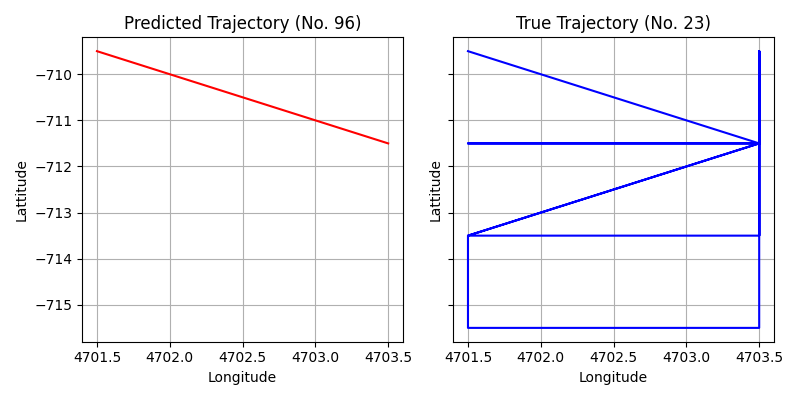 Predicted Trajectory (No. 96)
True Trajectory (No. 23)
Lattitude
−710
−711
−712
−713
−714
−715
4701.5 4702.0 4702.5 4703.0 4703.5
Longitude
Lattitude
4701.5 4702.0 4702.5 4703.0 4703.5
Longitude